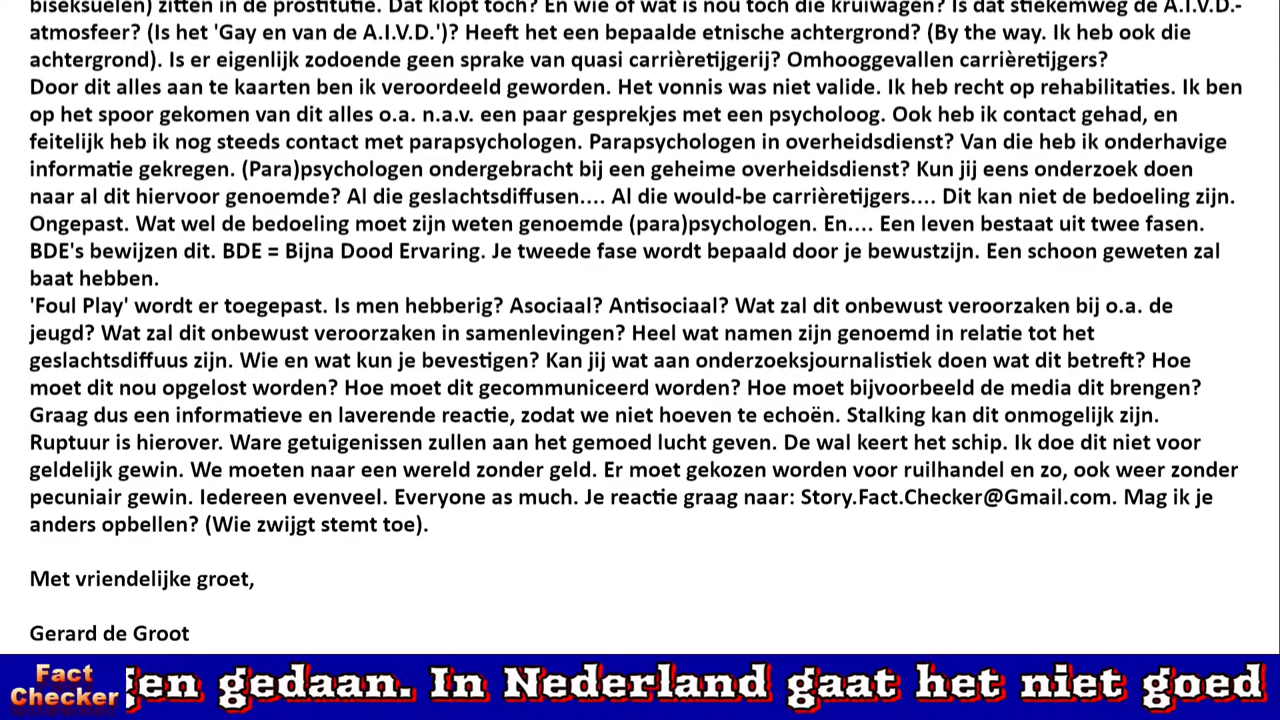 biseksuelen) zitten in de prostitutie. Dat klopt toch? En wie of wat is nou toch die kruiwagen? Is dat stiekemweg de A.I.V.D.-
atmosfeer? (Is het 'Gay en van de A.I.V.D.')? Heeft het een bepaalde etnische achtergrond? (By the way. Ik heb ook die
achtergrond). Is er eigenlijk zodoende geen sprake van quasi carrièretijgerij? Omhooggevallen carrièretijgers?
Door dit alles aan te kaarten ben ik veroordeeld geworden. Het vonnis was niet valide. Ik heb recht op rehabilitaties. Ik ben
op het spoor gekomen van dit alles o.a. n.a.v. een paar gesprekjes met een psycholoog. Ook heb ik contact gehad, en
feitelijk heb ik nog steeds contact met parapsychologen. Parapsychologen in overheidsdienst? Van die heb ik onderhavige
informatie gekregen. (Para)psychologen ondergebracht bij een geheime overheidsdienst? Kun jij eens onderzoek doen
naar al dit hiervoor genoemde? Al die geslachtsdiffusen.... Al die would-be carrièretijgers.... Dit kan niet de bedoeling zijn.
Ongepast. Wat wel de bedoeling moet zijn weten genoemde (para)psychologen. En.... Een leven bestaat uit twee fasen.
BDE's bewijzen dit. BDE = Bijna Dood Ervaring. Je tweede fase wordt bepaald door je bewustzijn. Een schoon geweten zal
baat hebben.
'Foul Play' wordt er toegepast. Is men hebberig? Asociaal? Antisociaal? Wat zal dit onbewust veroorzaken bij o.a. de
jeugd? Wat zal dit onbewust veroorzaken in samenlevingen? Heel wat namen zijn genoemd in relatie tot het
geslachtsdiffuus zijn. Wie en wat kun je bevestigen? Kan jij wat aan onderzoeksjournalistiek doen wat dit betreft? Hoe
moet dit nou opgelost worden? Hoe moet dit gecommuniceerd worden? Hoe moet bijvoorbeeld de media dit brengen?
Graag dus een informatieve en laverende reactie, zodat we niet hoeven te echoën. Stalking kan dit onmogelijk zijn.
Ruptuur is hierover. Ware getuigenissen zullen aan het gemoed lucht geven. De wal keert het schip. Ik doe dit niet voor
geldelijk gewin. We moeten naar een wereld zonder geld. Er moet gekozen worden voor ruilhandel en zo, ook weer zonder
pecuniair gewin. Iedereen evenveel. Everyone as much. Je reactie graag naar: Story.Fact.Checker@Gmail.com. Mag ik je
anders opbellen? (Wie zwijgt stemt toe).
Met vriendelijke groet,
Gerard de Groot
Fact
Checker
en gedaan. In Nederland gaat het niet goed